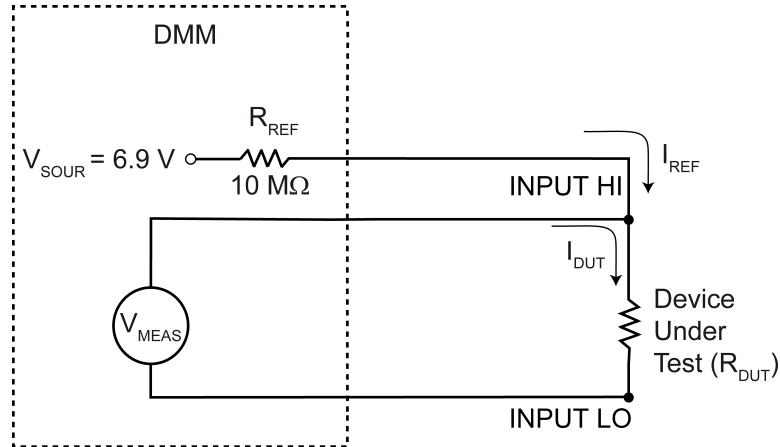 DMM
R_REF
V_SOUR = 6.9 V
10 MΩ
I_REF
INPUT HI
I_DUT
V_MEAS
Device
Under
Test (R_DUT)
INPUT LO